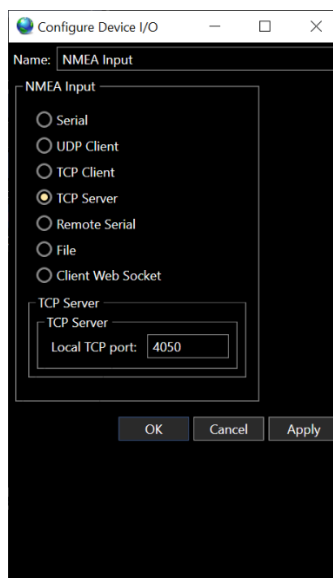 Configure Device I/O
Name: NMEA Input
NMEA Input
Serial
UDP Client
TCP Client
TCP Server
Remote Serial
File
Client Web Socket
TCP Server
TCP Server
Local TCP port: 4050
OK Cancel Apply